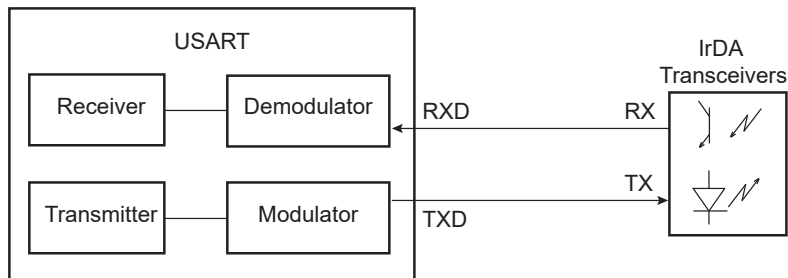 USART
IrDA
Transceivers
Receiver
Demodulator
RXD
RX
Transmitter
Modulator
TXD
TX